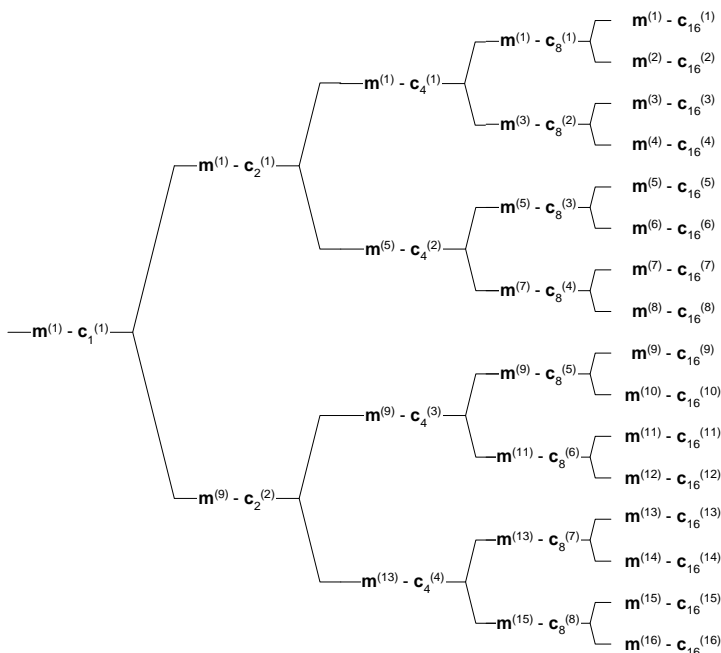 m(1) - c16(1)
m(1) - c8(1)
m(2) - c16(2)
m(1) - c4(1)
m(3) - c16(3)
m(3) - c8(2)
m(4) - c16(4)
m(1) - c2(1)
m(5) - c16(5)
m(5) - c8(3)
m(6) - c16(6)
m(5) - c4(2)
m(7) - c16(7)
m(7) - c8(4)
m(8) - c16(8)
m(1) - c1(1)
m(9) - c16(9)
m(9) - c8(5)
m(10) - c16(10)
m(9) - c4(3)
m(11) - c16(11)
m(11) - c8(6)
m(12) - c16(12)
m(9) - c2(2)
m(13) - c16(13)
m(13) - c8(7)
m(14) - c16(14)
m(13) - c4(4)
m(15) - c16(15)
m(15) - c8(8)
m(16) - c16(16)